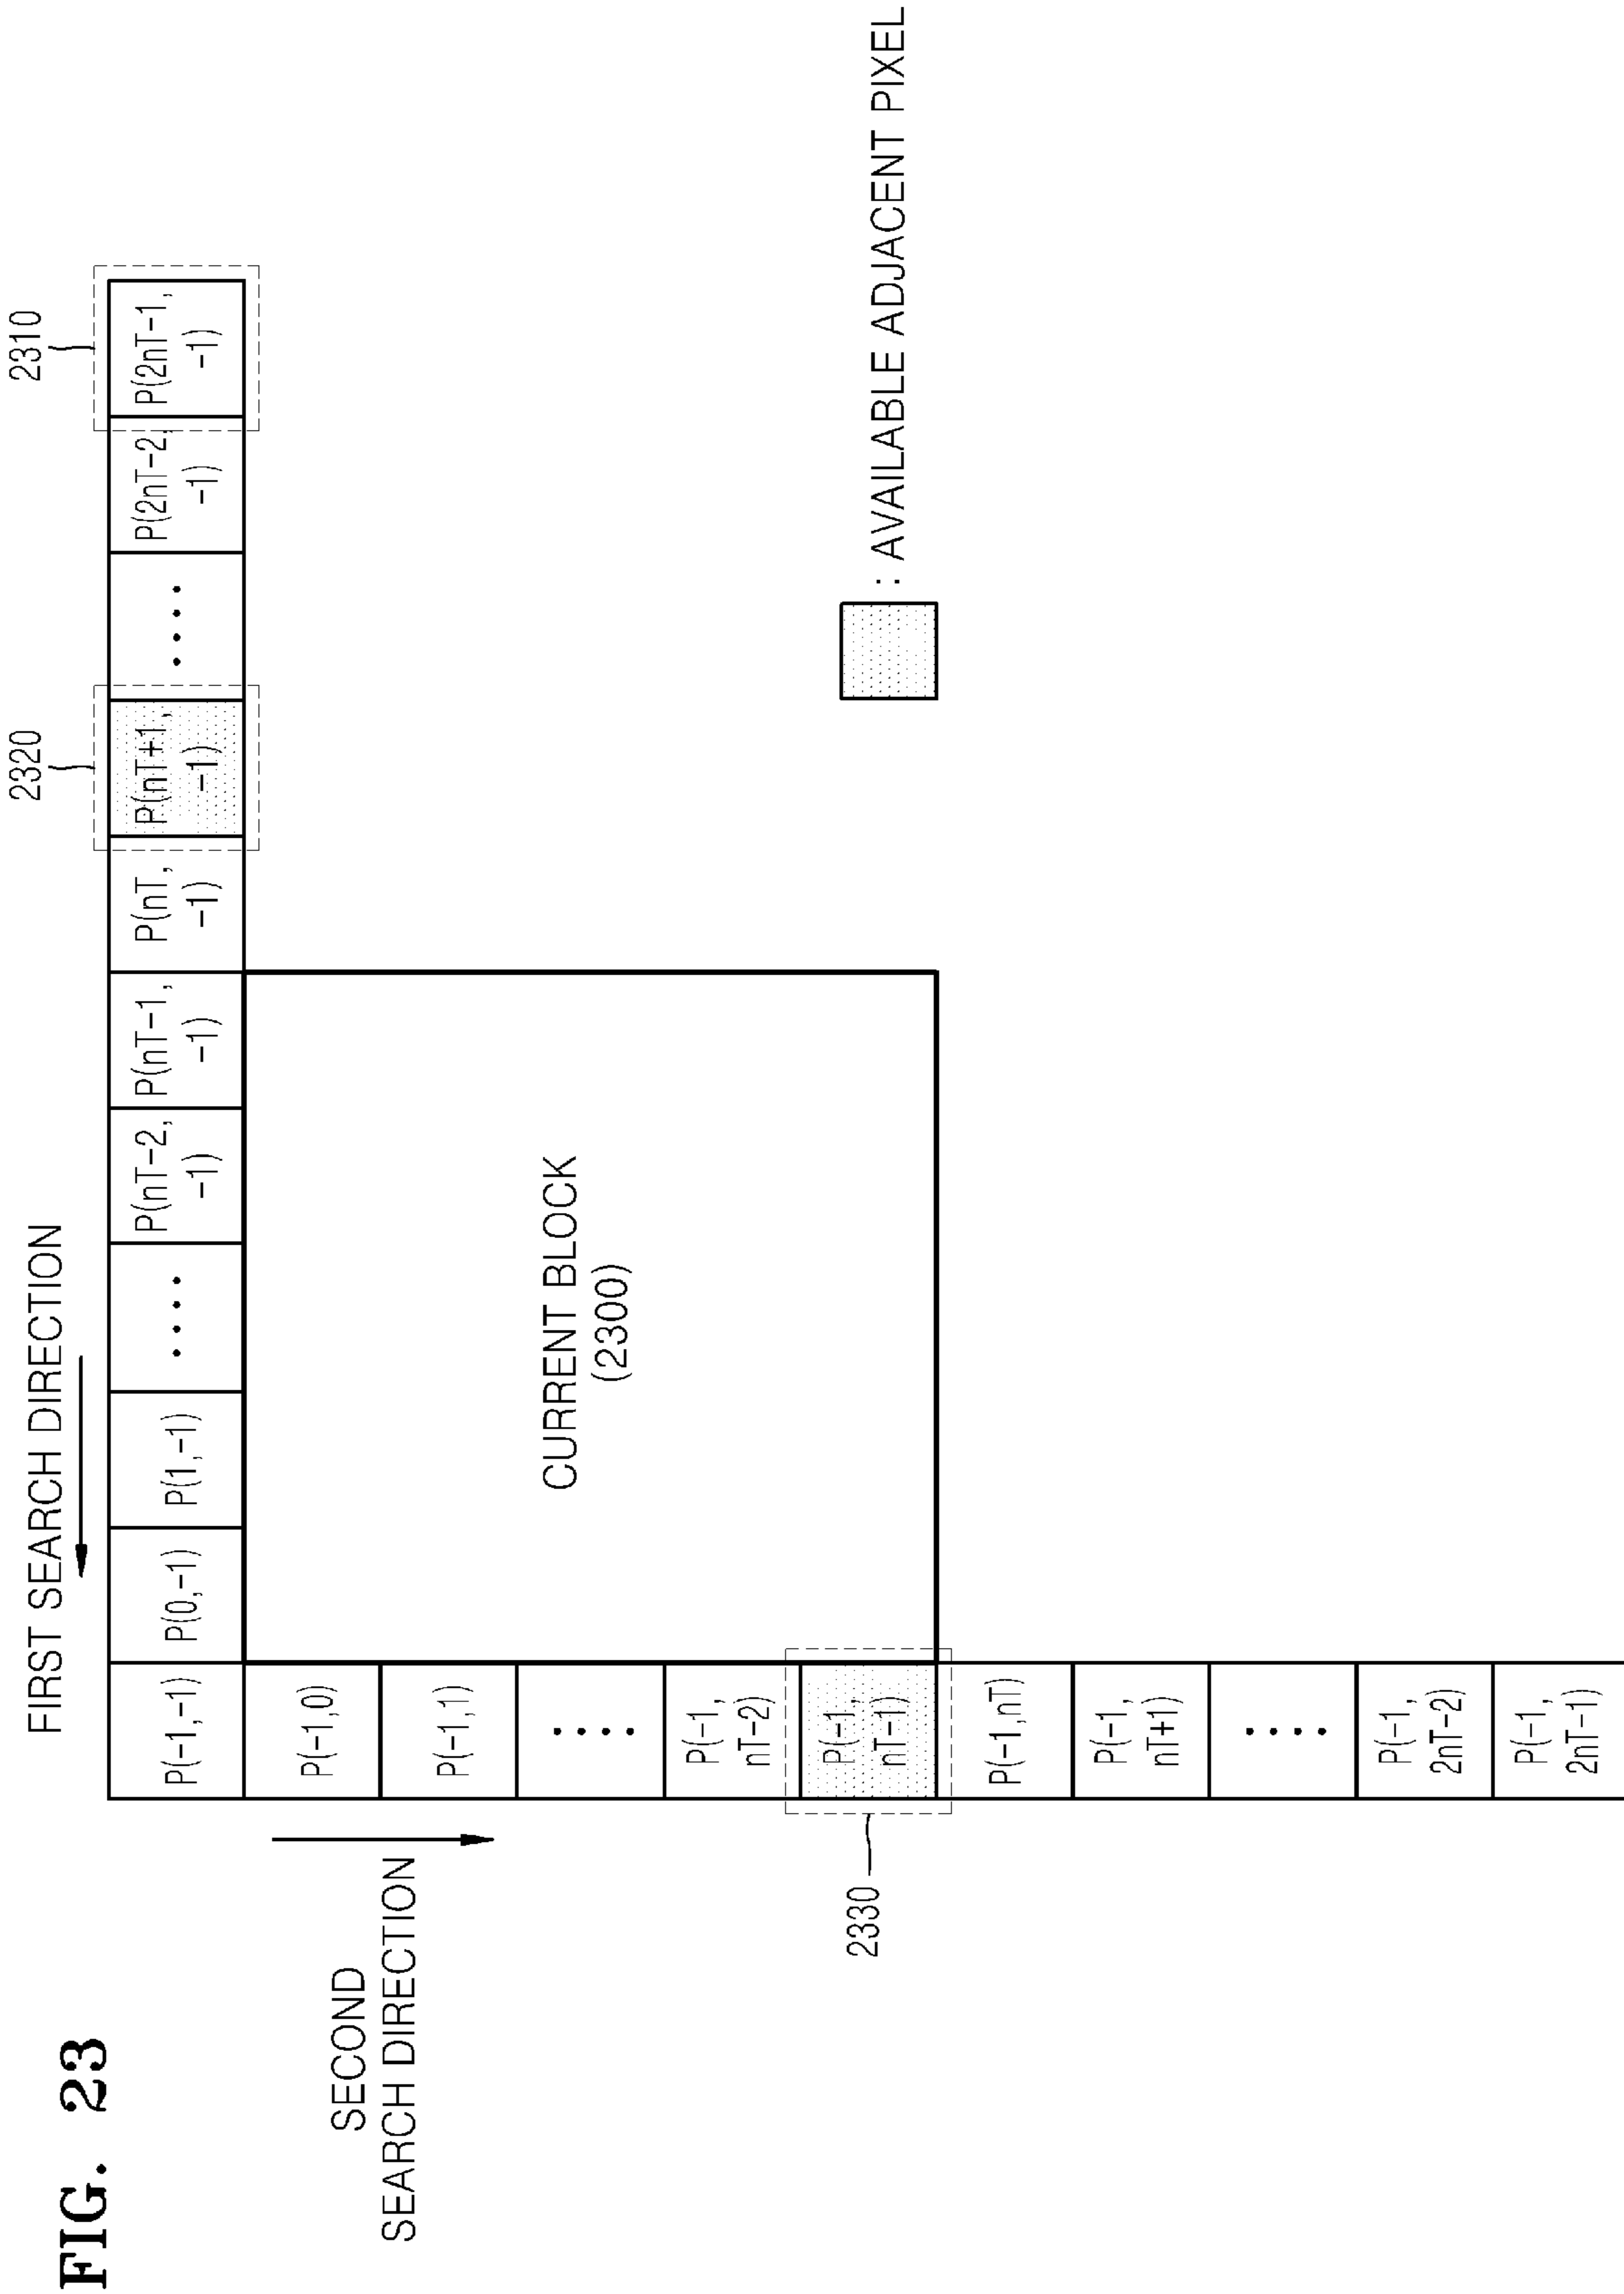 FIG. 23
FIRST SEARCH DIRECTION
2320
2310
P(-1,-1)
P(0,-1)
P(1,-1)
....
P(nT-2,
-1)
P(nT-1,
-1)
P(nT,
-1)
P(nT+1,
-1)
....
P(2nT-2,
-1)
P(2nT-1,
-1)
SECOND
SEARCH DIRECTION
P(-1,0)
P(-1,1)
....
P(-1,
nT-2)
2330
P(-1,
nT-1)
P(-1,nT)
P(-1,
nT+1)
....
P(-1,
2nT-2)
P(-1,
2nT-1)
CURRENT BLOCK
(2300)
: AVAILABLE ADJACENT PIXEL